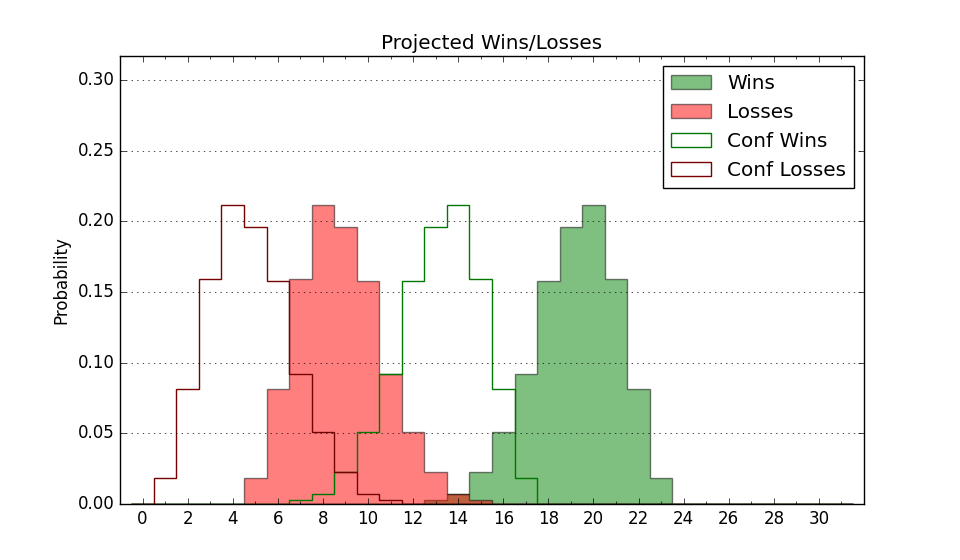 Projected Wins/Losses
Wins
Losses
Conf Wins
Conf Losses
Probability
0.30
0.25
0.20
0.15
0.10
0.05
0.00
0 2 4 6 8 10 12 14 16 18 20 22 24 26 28 30